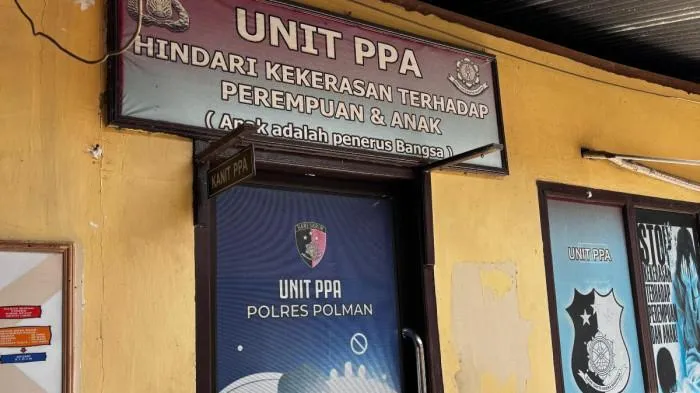 UNIT PPA
HINDARI KEKERASAN TERHADAP
PEREMPUAN & ANAK
( Anak adalah penerus Bangsa )
KANIT PPA
UNIT PPA
POLRES POLMAN
UNIT PPA
STOP
KEKERASAN
TERHADAP
PEREMPUAN
DAN ANAK!